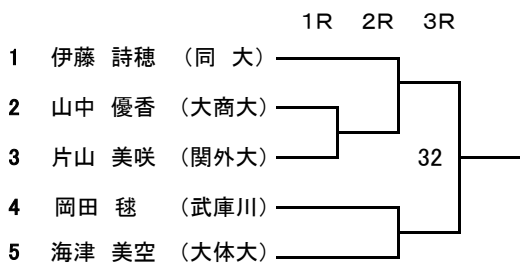 1R 2R 3R
1 伊藤 詩穂 (同 大)
2 山中 優香 (大商大)
3 片山 美咲 (関外大)
32
4 岡田 毬 (武庫川)
5 海津 美空 (大体大)